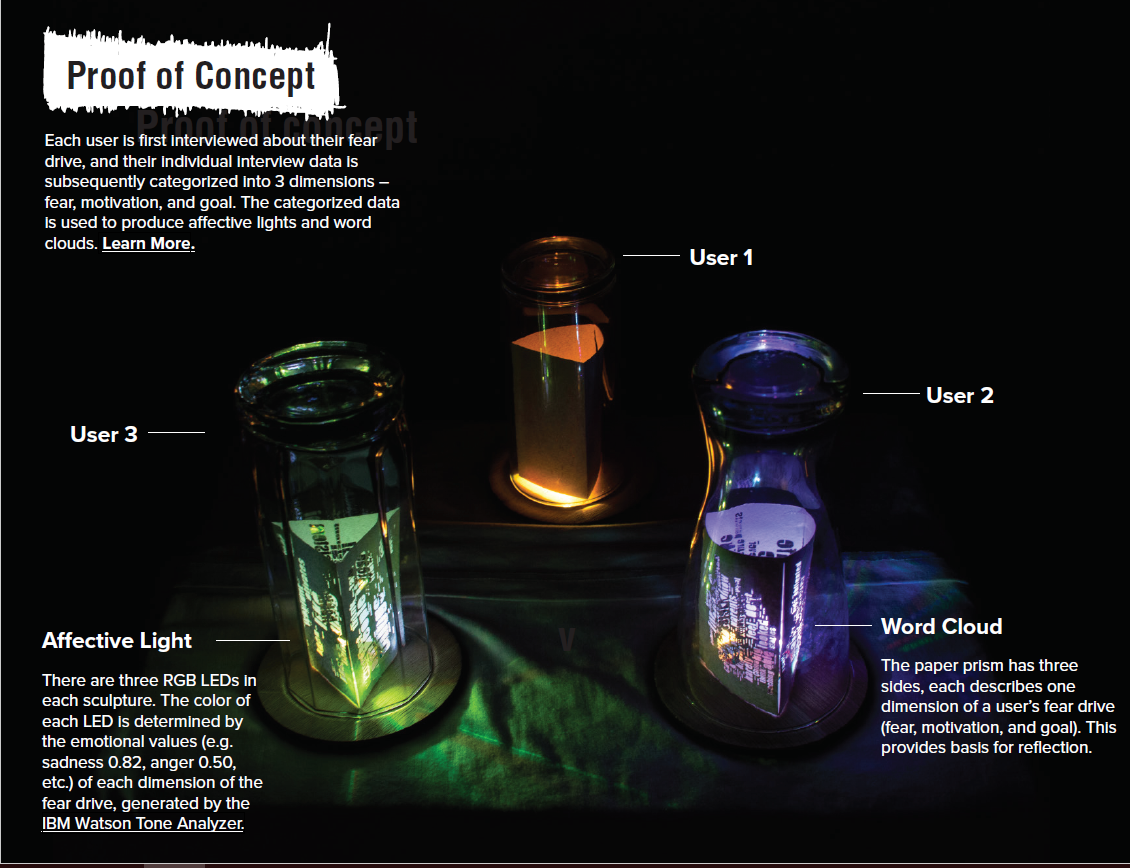 Proof of Concept
Proof of concept
Each user is first interviewed about their fear
drive, and their individual interview data is
subsequently categorized into 3 dimensions –
fear, motivation, and goal. The categorized data
is used to produce affective lights and word
clouds. Learn More.
User 1
User 2
User 3
Affective Light
There are three RGB LEDs in
each sculpture. The color of
each LED is determined by
the emotional values (e.g.
sadness 0.82, anger 0.50,
etc.) of each dimension of the
fear drive, generated by the
IBM Watson Tone Analyzer.
V
Word Cloud
The paper prism has three
sides, each describes one
dimension of a user's fear drive
(fear, motivation, and goal). This
provides basis for reflection.